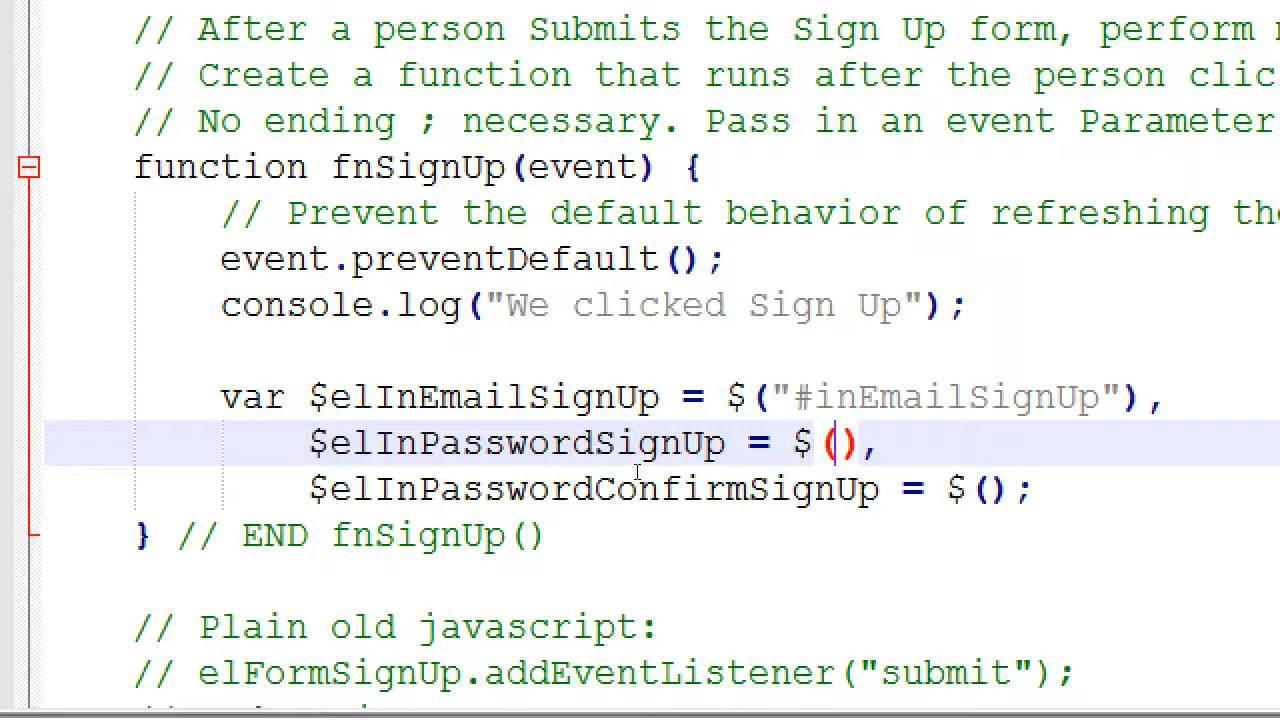 // After a person Submits the Sign Up form, perform
// Create a function that runs after the person clic
// No ending ; necessary. Pass in an event Parameter
function fnSignUp(event) {
// Prevent the default behavior of refreshing the
event.preventDefault();
console.log("We clicked Sign Up");
var $elInEmailSignUp = $("#inEmailSignUp"),
$elInPasswordSignUp = $(),
$elInPasswordConfirmSignUp = $();
} // END fnSignUp()
// Plain old javascript:
// elFormSignUp.addEventListener("submit");